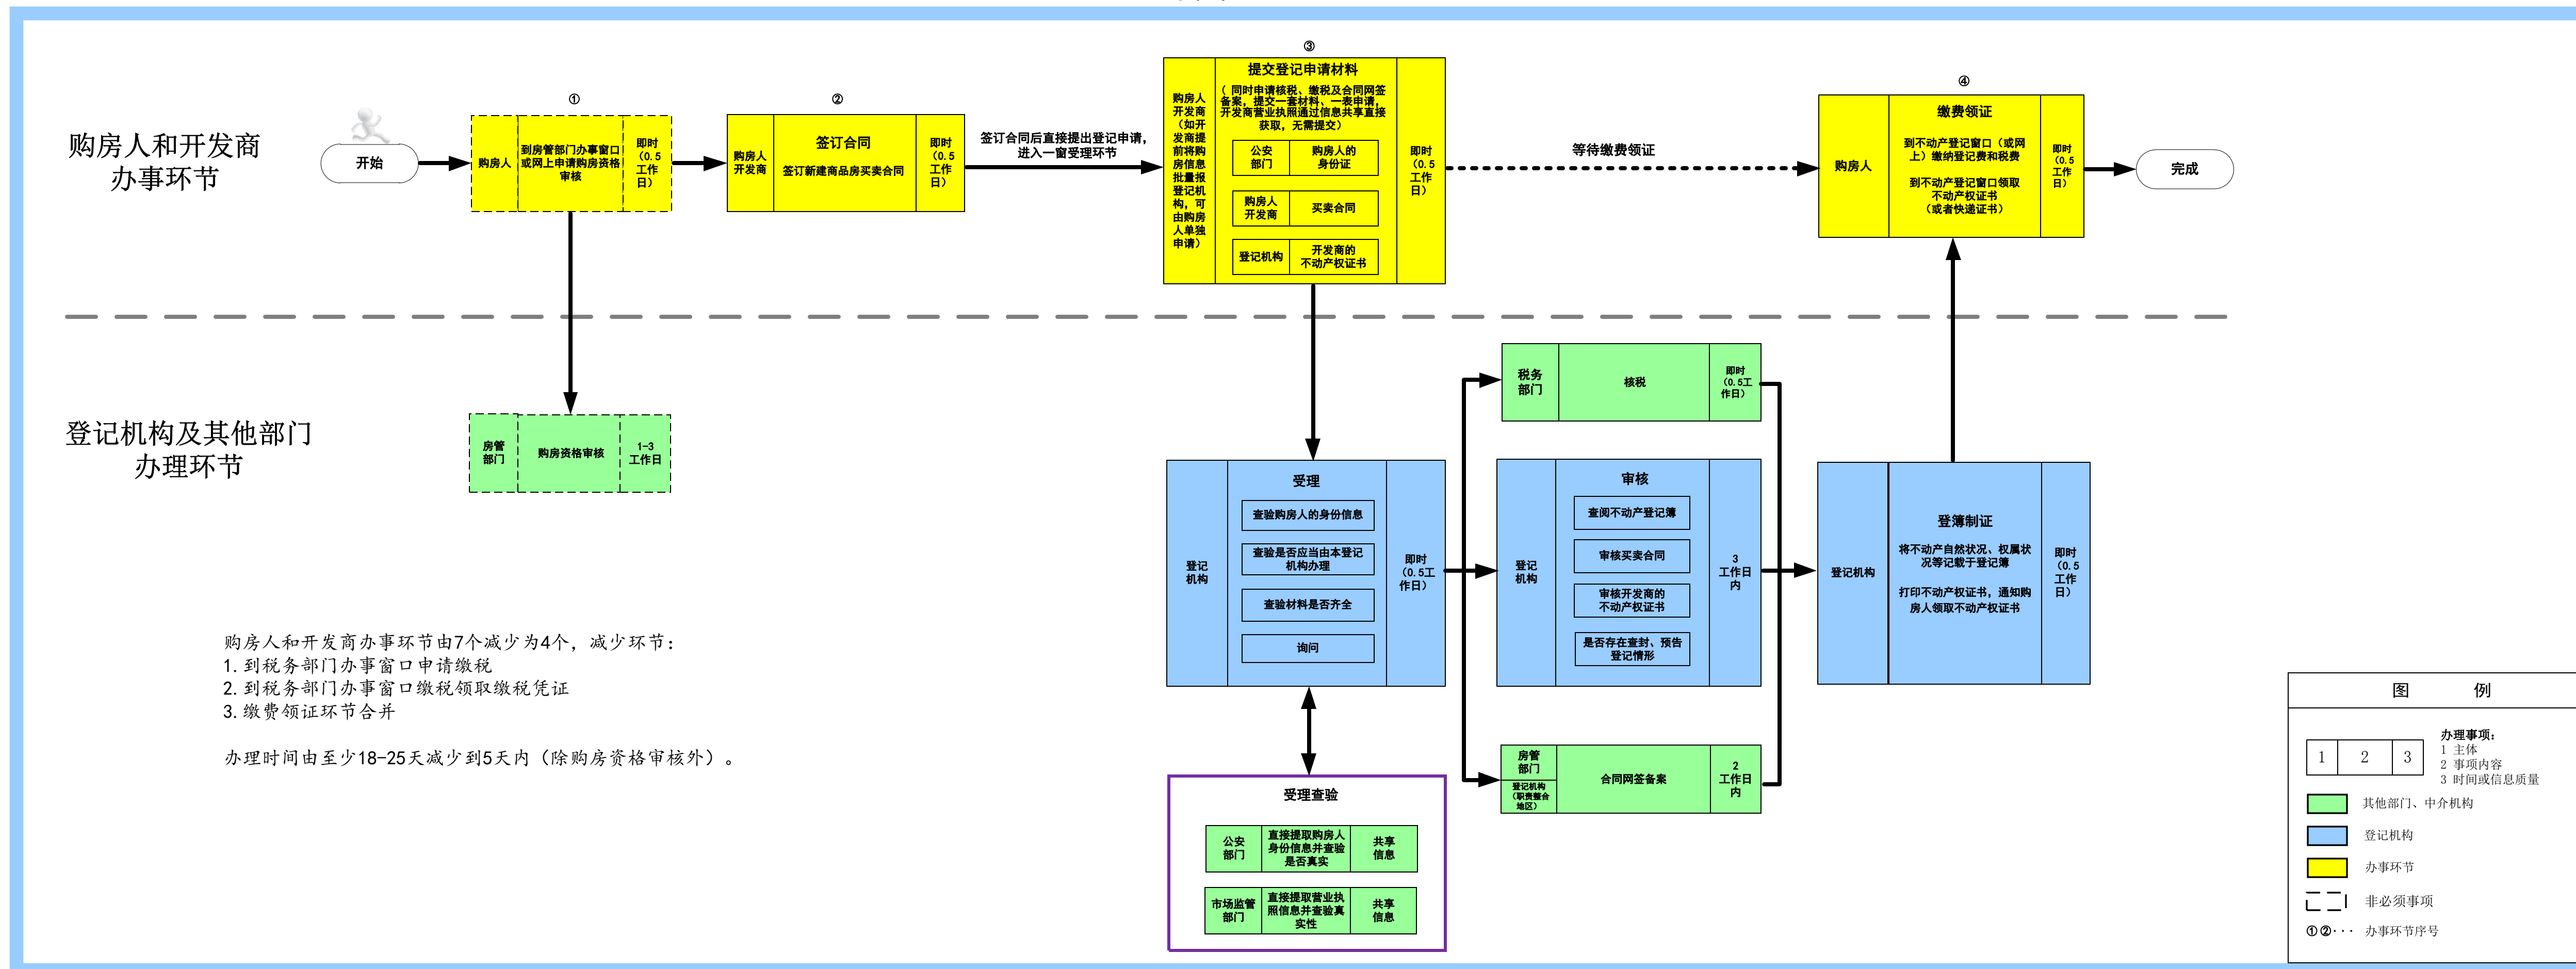 购房人和开发商
办事环节
开始
①
购房人
到房管部门办事窗口
或网上申请购房资格
审核
即时
（0.5
工作
日）
②
购房人
开发商
签订合同
签订新建商品房买卖合同
即时
（0.5
工作
日）
签订合同后直接提出登记申请，
进入一窗受理环节
③
购房人
开发商
（如开
发商提
前将购
房信息
批量报
登记机
构，可
由购房
人单独
申请）
提交登记申请材料
（ 同时申请核税、缴税及合同网签
备案，提交一套材料、一表申请，
开发商营业执照通过信息共享直接
获取，无需提交）
公安
部门
购房人的
身份证
购房人
开发商
买卖合同
登记机构
开发商的
不动产权证书
即时
（0.5
工作
日）
等待缴费领证
④
购房人
缴费领证
到不动产登记窗口（或网
上）缴纳登记费和税费
到不动产登记窗口领取
不动产权证书
（或者快递证书）
即时
（0.5
工作
日）
完成
登记机构及其他部门
办理环节
房管
部门
购房资格审核
1-3
工作日
登记
机构
受理
查验购房人的身份信息
查验是否应当由本登记
机构办理
查验材料是否齐全
询问
即时
（0.5工
作日）
税务
部门
核税
即时
（0.5工
作日）
登记
机构
审核
查阅不动产登记簿
审核买卖合同
审核开发商的
不动产权证书
是否存在查封、预告
登记情形
3
工作日
内
房管
部门
登记机构
（职责整合
地区）
合同网签备案
2
工作日
内
登记机构
登簿制证
将不动产自然状况、权属状
况等记载于登记簿
打印不动产权证书，通知购
房人领取不动产权证书
即时
（0.5
工作
日）
受理查验
公安
部门
直接提取购房人
身份信息并查验
是否真实
共享
信息
市场监管
部门
直接提取营业执
照信息并查验真
实性
共享
信息
购房人和开发商办事环节由7个减少为4个，减少环节：
1.到税务部门办事窗口申请缴税
2.到税务部门办事窗口缴税领取缴税凭证
3.缴费领证环节合并
办理时间由至少18-25天减少到5天内（除购房资格审核外）。
图 例
1 2 3
办理事项：
1 主体
2 事项内容
3 时间或信息质量
其他部门、中介机构
登记机构
办事环节
非必须事项
①②··· 办事环节序号